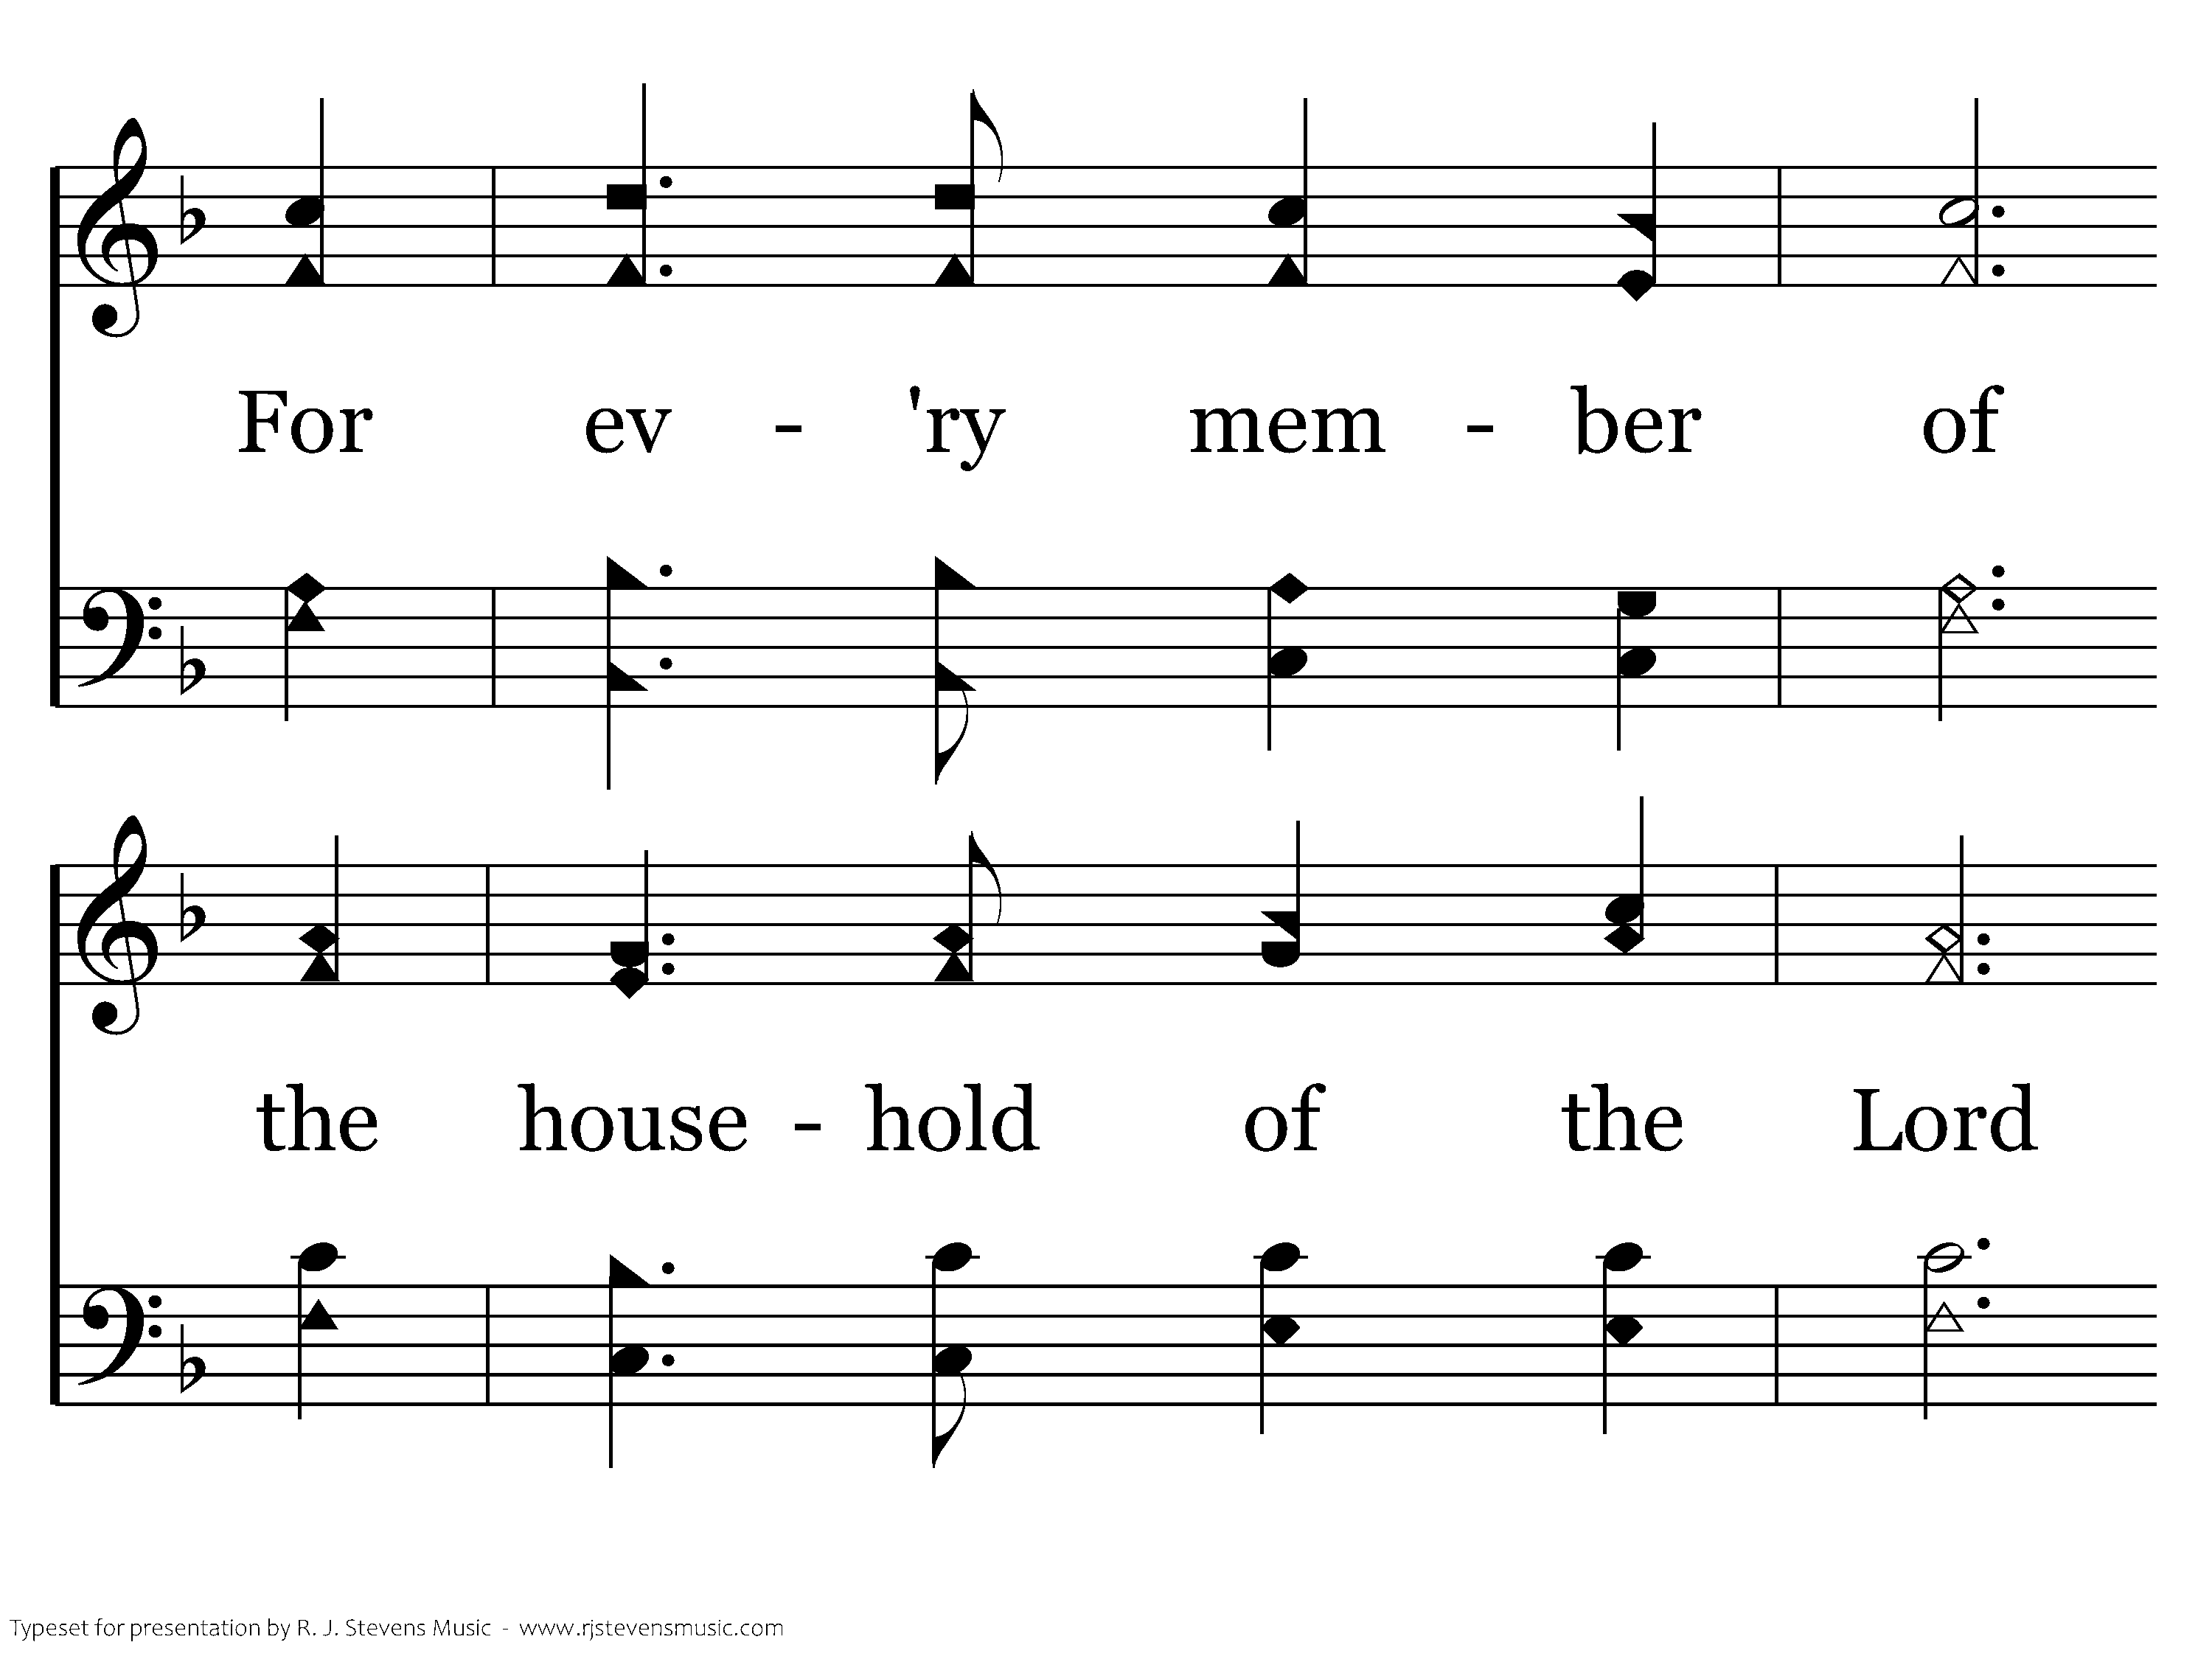 For ev - 'ry mem - ber of
the house - hold of the Lord
Typeset for presentation by R. J. Stevens Music - www.rjstevensmusic.com